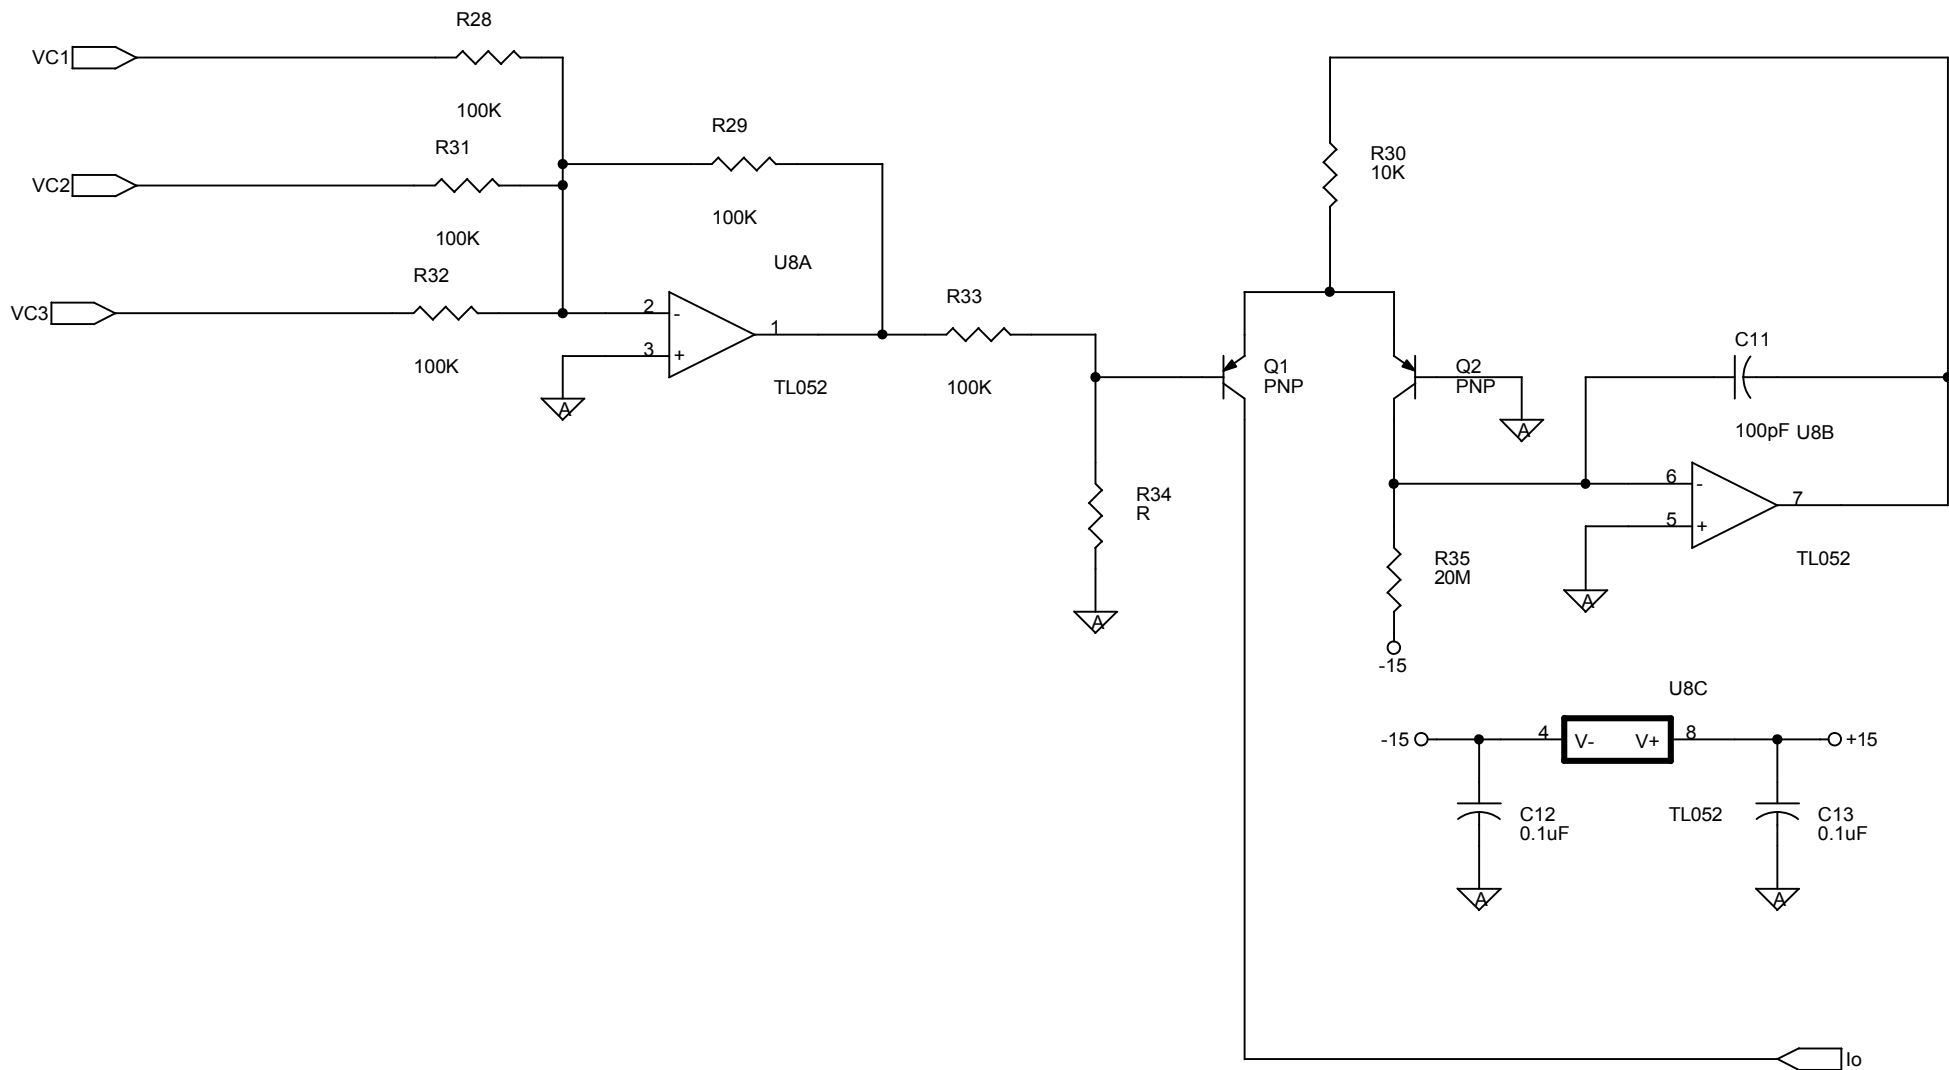 R28
VC1
100K
R29
R31
VC2
100K
100K
R32
U8A
VC3
2
-
1
3
+
100K
TL052
A
R33
100K
R34
R
A
R30
10K
Q1
PNP
Q2
PNP
A
C11
100pF
U8B
6
-
7
5
+
TL052
A
R35
20M
-15
U8C
-15
4
V-
V+
8
+15
C12
0.1uF
TL052
C13
0.1uF
A
A
Io